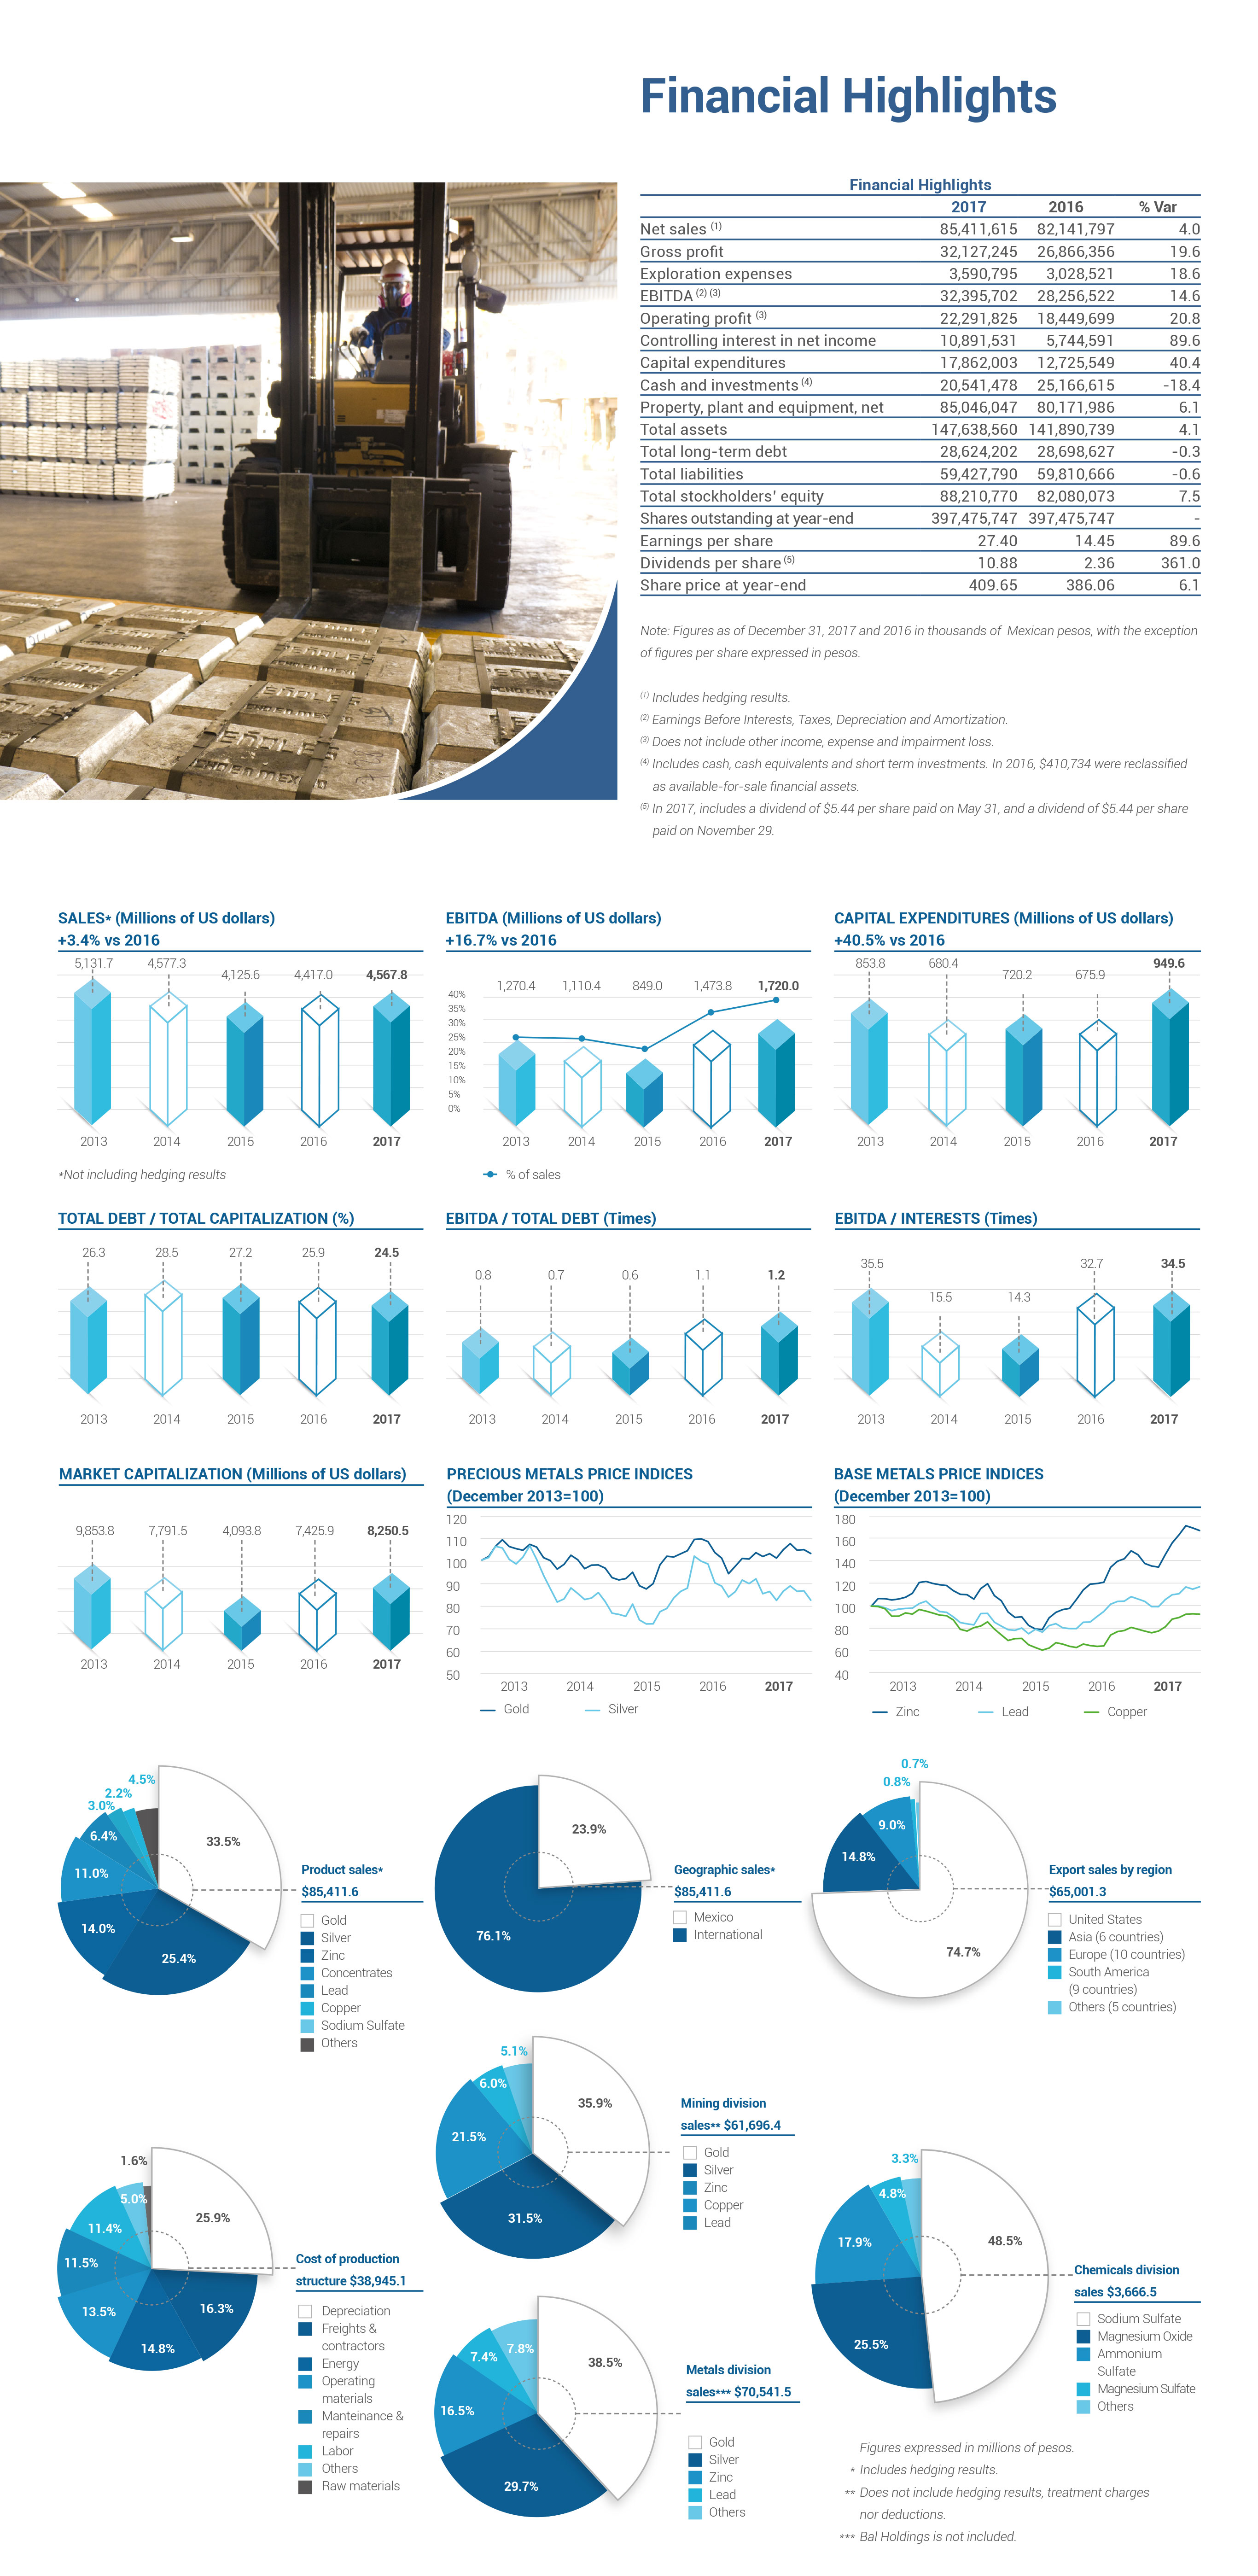 Financial Highlights
Financial Highlights
2017 2016 % Var
Net sales (1) 85,411,615 82,141,797 4.0
Gross profit 32,127,245 26,866,356 19.6
Exploration expenses 3,590,795 3,028,521 18.6
EBITDA (2) (3) 32,395,702 28,256,522 14.6
Operating profit (3) 22,291,825 18,449,699 20.8
Controlling interest in net income 10,891,531 5,744,591 89.6
Capital expenditures 17,862,003 12,725,549 40.4
Cash and investments (4) 20,541,478 25,166,615 -18.4
Property, plant and equipment, net 85,046,047 80,171,986 6.1
Total assets 147,638,560 141,890,739 4.1
Total long-term debt 28,624,202 28,698,627 -0.3
Total liabilities 59,427,790 59,810,666 -0.6
Total stockholders' equity 88,210,770 82,080,073 7.5
Shares outstanding at year-end 397,475,747 397,475,747 -
Earnings per share 27.40 14.45 89.6
Dividends per share (5) 10.88 2.36 361.0
Share price at year-end 409.65 386.06 6.1
Note: Figures as of December 31, 2017 and 2016 in thousands of Mexican pesos, with the exception
of figures per share expressed in pesos.
(1) Includes hedging results.
(2) Earnings Before Interests, Taxes, Depreciation and Amortization.
(3) Does not include other income, expense and impairment loss.
(4) Includes cash, cash equivalents and short term investments. In 2016, $410,734 were reclassified
as available-for-sale financial assets.
(5) In 2017, includes a dividend of $5.44 per share paid on May 31, and a dividend of $5.44 per share
paid on November 29.
SALES* (Millions of US dollars)
+3.4% vs 2016
5,131.7 4,577.3 4,125.6 4,417.0 4,567.8
2013 2014 2015 2016 2017
*Not including hedging results
EBITDA (Millions of US dollars)
+16.7% vs 2016
1,270.4 1,110.4 849.0 1,473.8 1,720.0
40%
35%
30%
25%
20%
15%
10%
5%
0%
2013 2014 2015 2016 2017
% of sales
CAPITAL EXPENDITURES (Millions of US dollars)
+40.5% vs 2016
853.8 680.4 720.2 675.9 949.6
2013 2014 2015 2016 2017
TOTAL DEBT / TOTAL CAPITALIZATION (%)
26.3 28.5 27.2 25.9 24.5
2013 2014 2015 2016 2017
EBITDA / TOTAL DEBT (Times)
0.8 0.7 0.6 1.1 1.2
2013 2014 2015 2016 2017
EBITDA / INTERESTS (Times)
35.5 15.5 14.3 32.7 34.5
2013 2014 2015 2016 2017
MARKET CAPITALIZATION (Millions of US dollars)
9,853.8 7,791.5 4,093.8 7,425.9 8,250.5
2013 2014 2015 2016 2017
PRECIOUS METALS PRICE INDICES
(December 2013=100)
120
110
100
90
80
70
60
50
2013 2014 2015 2016 2017
Gold Silver
BASE METALS PRICE INDICES
(December 2013=100)
180
160
140
120
100
80
60
40
2013 2014 2015 2016 2017
Zinc Lead Copper
4.5%
2.2%
3.0%
6.4%
11.0%
14.0%
25.4%
33.5%
Product sales*
$85,411.6
Gold
Silver
Zinc
Concentrates
Lead
Copper
Sodium Sulfate
Others
23.9%
76.1%
Geographic sales*
$85,411.6
Mexico
International
0.7%
0.8%
9.0%
14.8%
74.7%
Export sales by region
$65,001.3
United States
Asia (6 countries)
Europe (10 countries)
South America
(9 countries)
Others (5 countries)
5.1%
6.0%
21.5%
31.5%
35.9%
Mining division
sales** $61,696.4
Gold
Silver
Zinc
Copper
Lead
1.6%
5.0%
11.4%
11.5%
13.5%
14.8%
16.3%
25.9%
Cost of production
structure $38,945.1
Depreciation
Freights &
contractors
Energy
Operating
materials
Manteinance &
repairs
Labor
Others
Raw materials
7.8%
7.4%
16.5%
29.7%
38.5%
Metals division
sales*** $70,541.5
Gold
Silver
Zinc
Lead
Others
3.3%
4.8%
17.9%
25.5%
48.5%
Chemicals division
sales $3,666.5
Sodium Sulfate
Magnesium Oxide
Ammonium
Sulfate
Magnesium Sulfate
Others
Figures expressed in millions of pesos.
* Includes hedging results.
** Does not include hedging results, treatment charges
nor deductions.
*** Bal Holdings is not included.